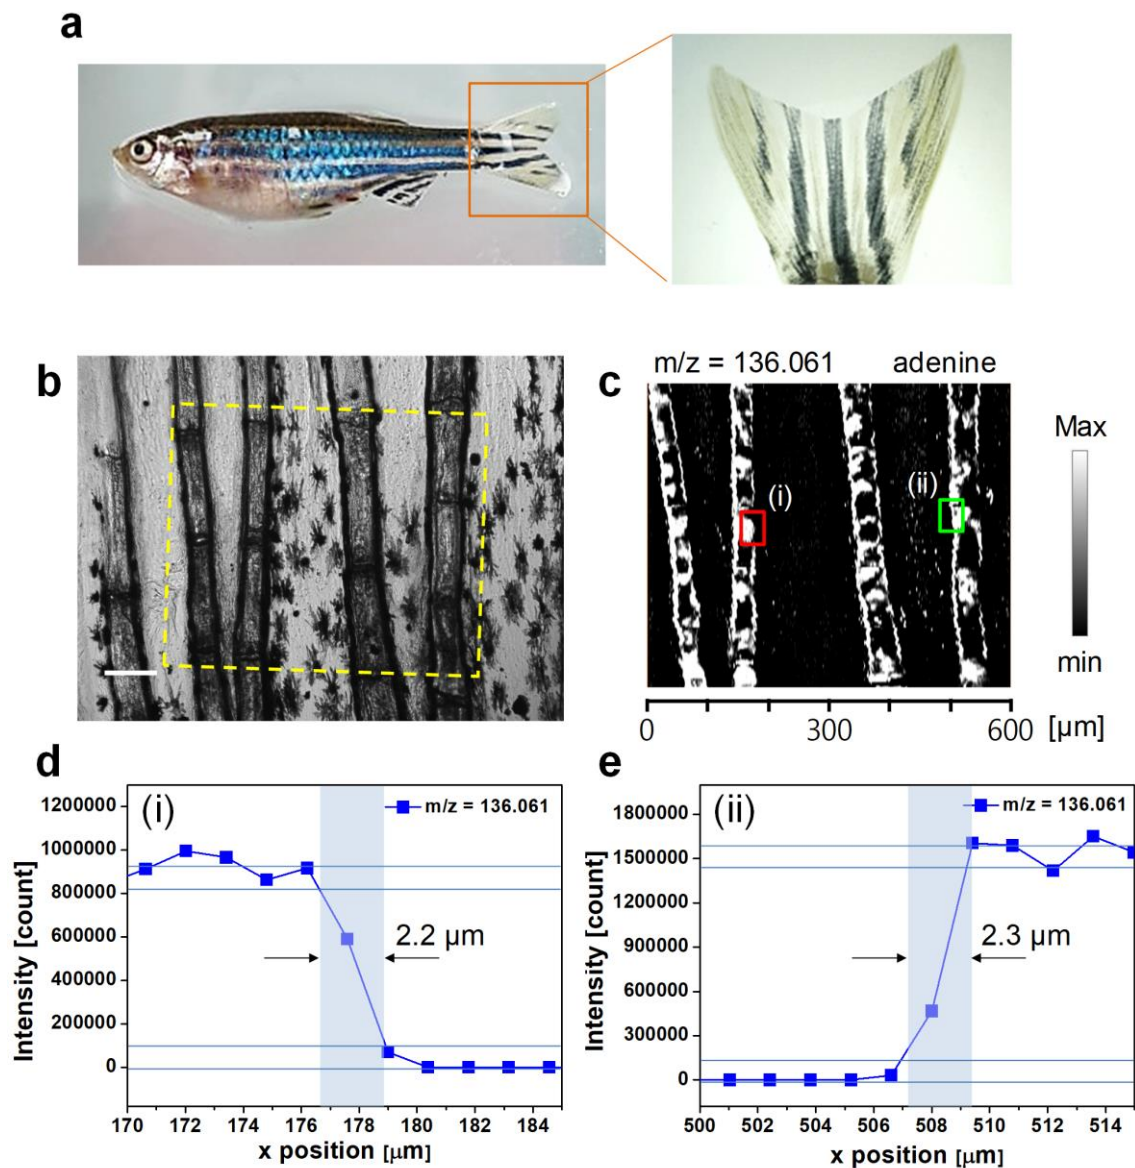 a
b
c
m/z = 136.061 adenine
(i)
(ii)
Max
min
0 300 600 [µm]
d
(i)
m/z = 136.061
2.2 µm
1200000
1000000
800000
600000
400000
200000
0
Intensity [count]
170 172 174 176 178 180 182 184
x position [µm]
e
(ii)
m/z = 136.061
2.3 µm
1800000
1500000
1200000
900000
600000
300000
0
Intensity [count]
500 502 504 506 508 510 512 514
x position [µm]